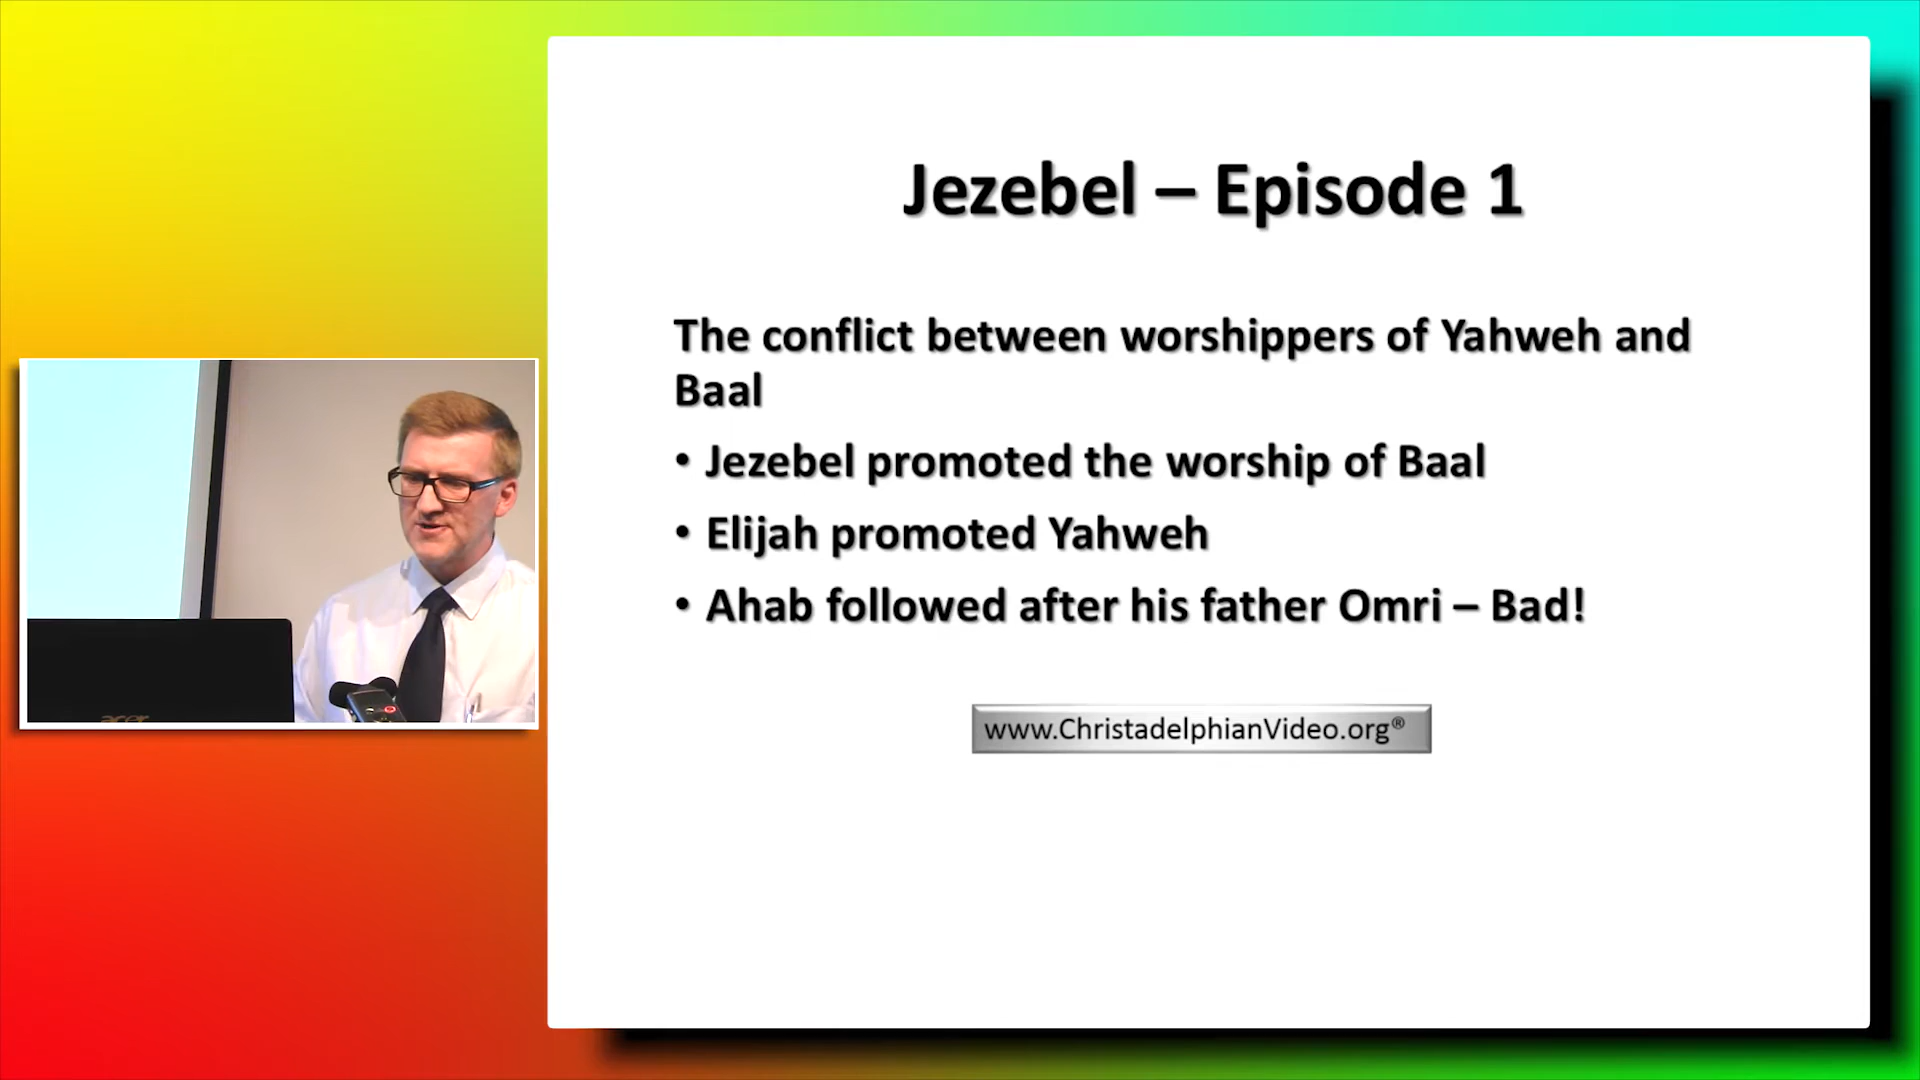 Jezebel – Episode 1
The conflict between worshippers of Yahweh and
Baal
• Jezebel promoted the worship of Baal
• Elijah promoted Yahweh
• Ahab followed after his father Omri – Bad!
www.ChristadelphianVideo.org®
acer